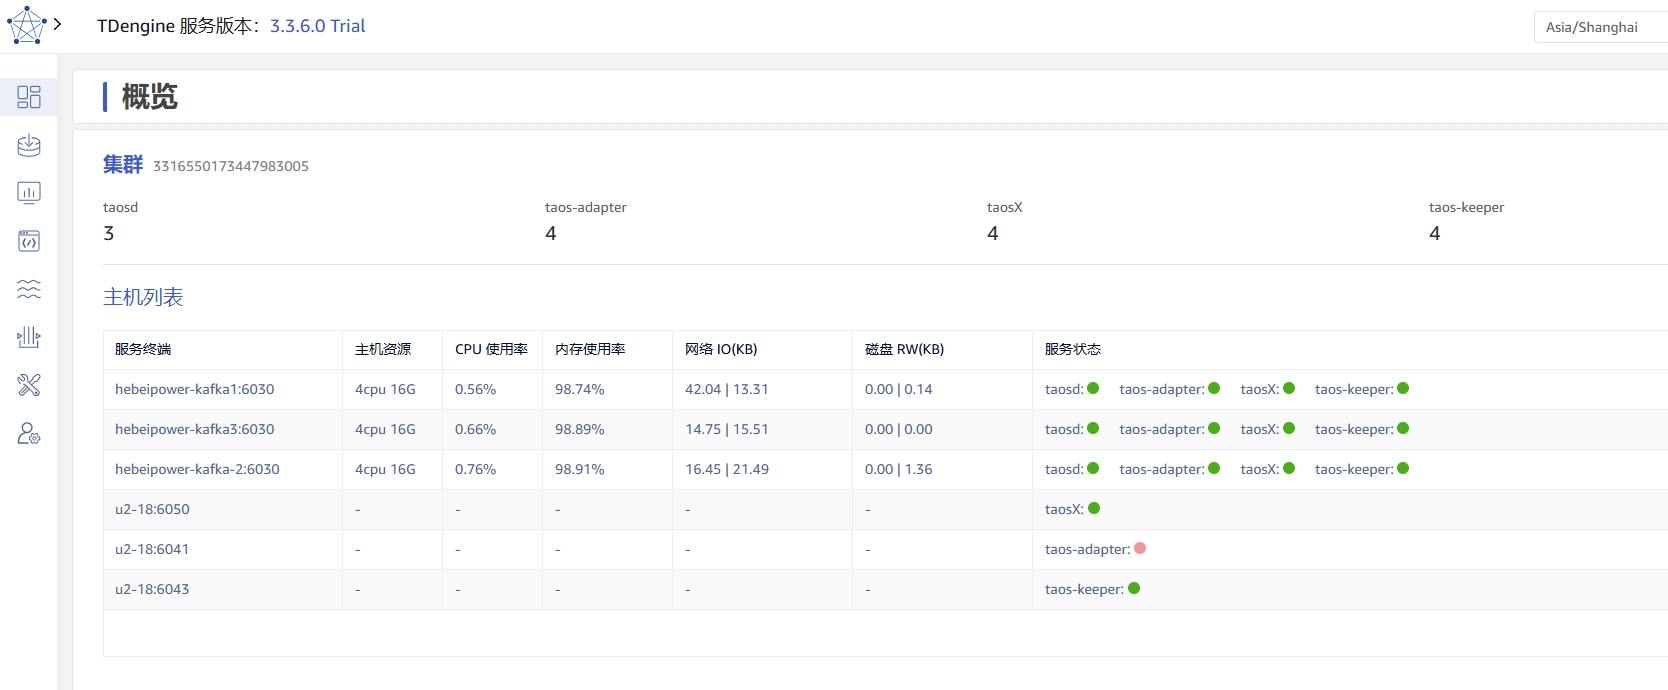 TDengine 服务版本：3.3.6.0 Trial
Asia/Shanghai
概览
集群 3316550173447983005
taosd taos-adapter taosX taos-keeper
3 4 4 4
主机列表
服务终端 主机资源 CPU 使用率 内存使用率 网络 IO(KB) 磁盘 RW(KB) 服务状态
hebeipower-kafka1:6030 4cpu 16G 0.56% 98.74% 42.04 | 13.31 0.00 | 0.14 taosd: taos-adapter: taosX: taos-keeper:
hebeipower-kafka3:6030 4cpu 16G 0.66% 98.89% 14.75 | 15.51 0.00 | 0.00 taosd: taos-adapter: taosX: taos-keeper:
hebeipower-kafka-2:6030 4cpu 16G 0.76% 98.91% 16.45 | 21.49 0.00 | 1.36 taosd: taos-adapter: taosX: taos-keeper:
u2-18:6050 - - - - - taosX:
u2-18:6041 - - - - - taos-adapter:
u2-18:6043 - - - - - taos-keeper: